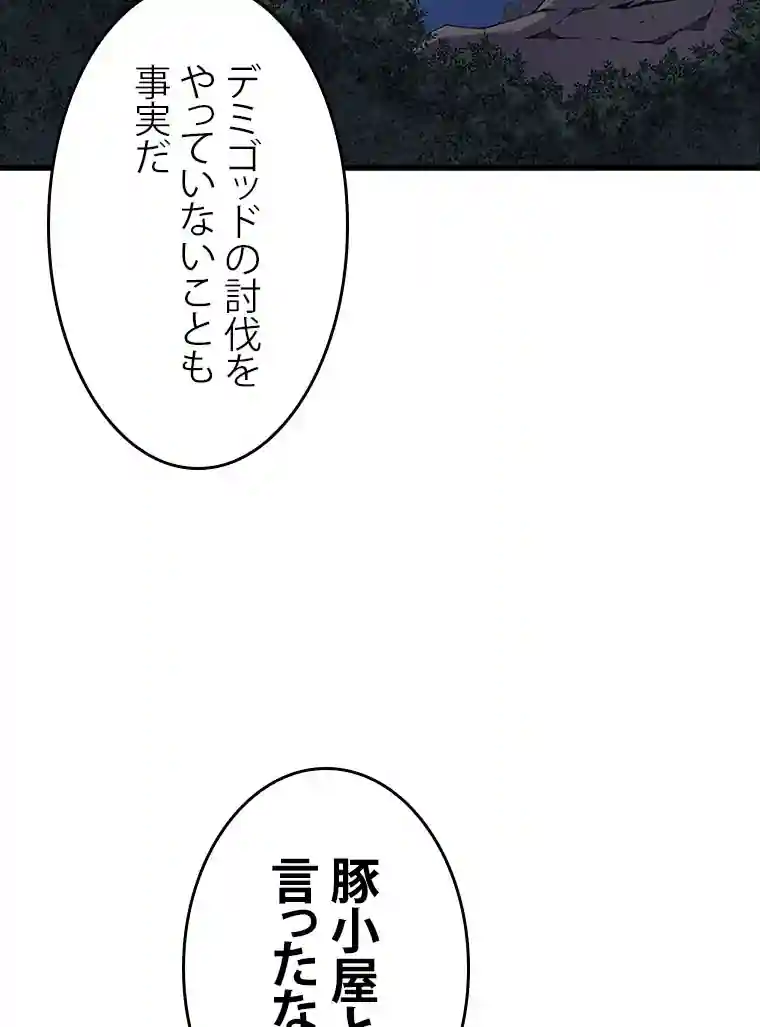 デミゴッドの討伐を
やっていないことも
事実だ
豚小屋と
言ったな